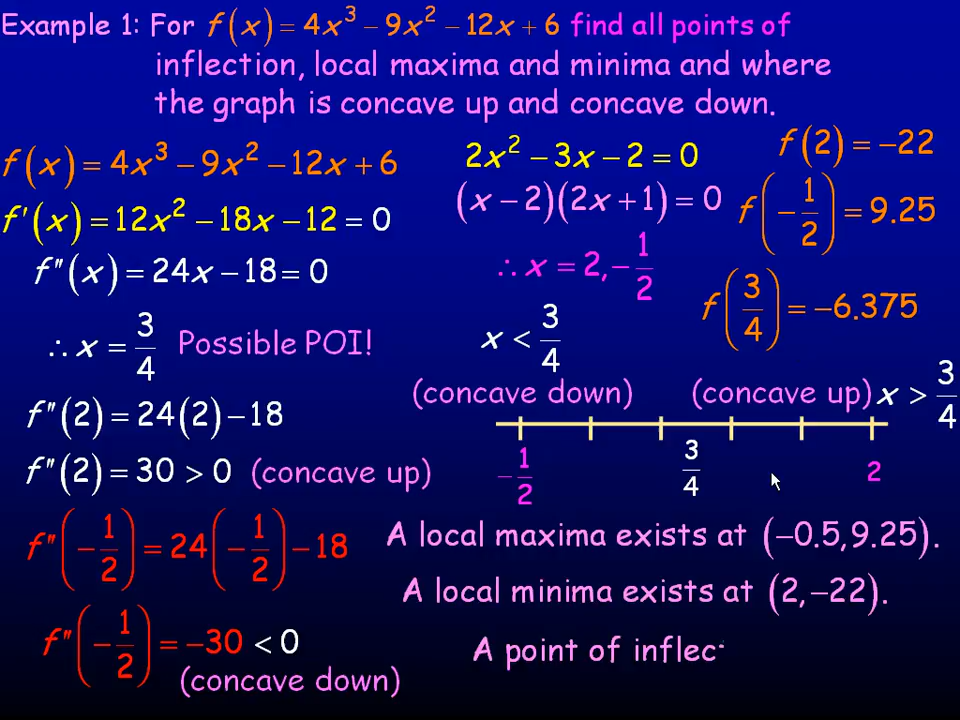 Example 1: For f(x) = 4x³ − 9x² − 12x + 6 find all points of
inflection, local maxima and minima and where
the graph is concave up and concave down.
f(x) = 4x³ − 9x² − 12x + 6
f′(x) = 12x² − 18x − 12 = 0
f″(x) = 24x − 18 = 0
∴ x = 3/4 Possible POI!
f″(2) = 24(2) − 18
f″(2) = 30 > 0 (concave up)
f″(−1/2) = 24(−1/2) − 18
f″(−1/2) = −30 < 0
(concave down)
2x² − 3x − 2 = 0
(x − 2)(2x + 1) = 0
∴ x = 2, −1/2
f(2) = −22
f(−1/2) = 9.25
f(3/4) = −6.375
x < 3/4
(concave down) (concave up) x > 3/4
−1/2 3/4 2
A local maxima exists at (−0.5, 9.25).
A local minima exists at (2, −22).
A point of inflec